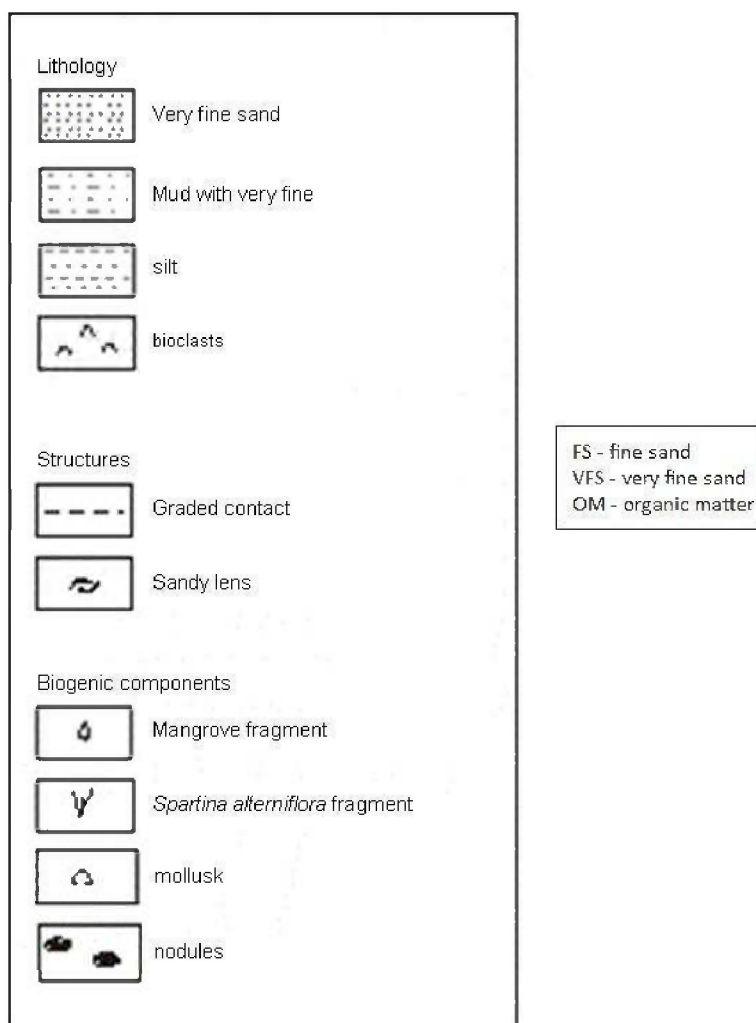 Lithology
Very fine sand
Mud with very fine
silt
bioclasts
Structures
Graded contact
Sandy lens
Biogenic components
Mangrove fragment
Spartina alterniflora fragment
mollusk
nodules
FS - fine sand
VFS - very fine sand
OM - organic matter